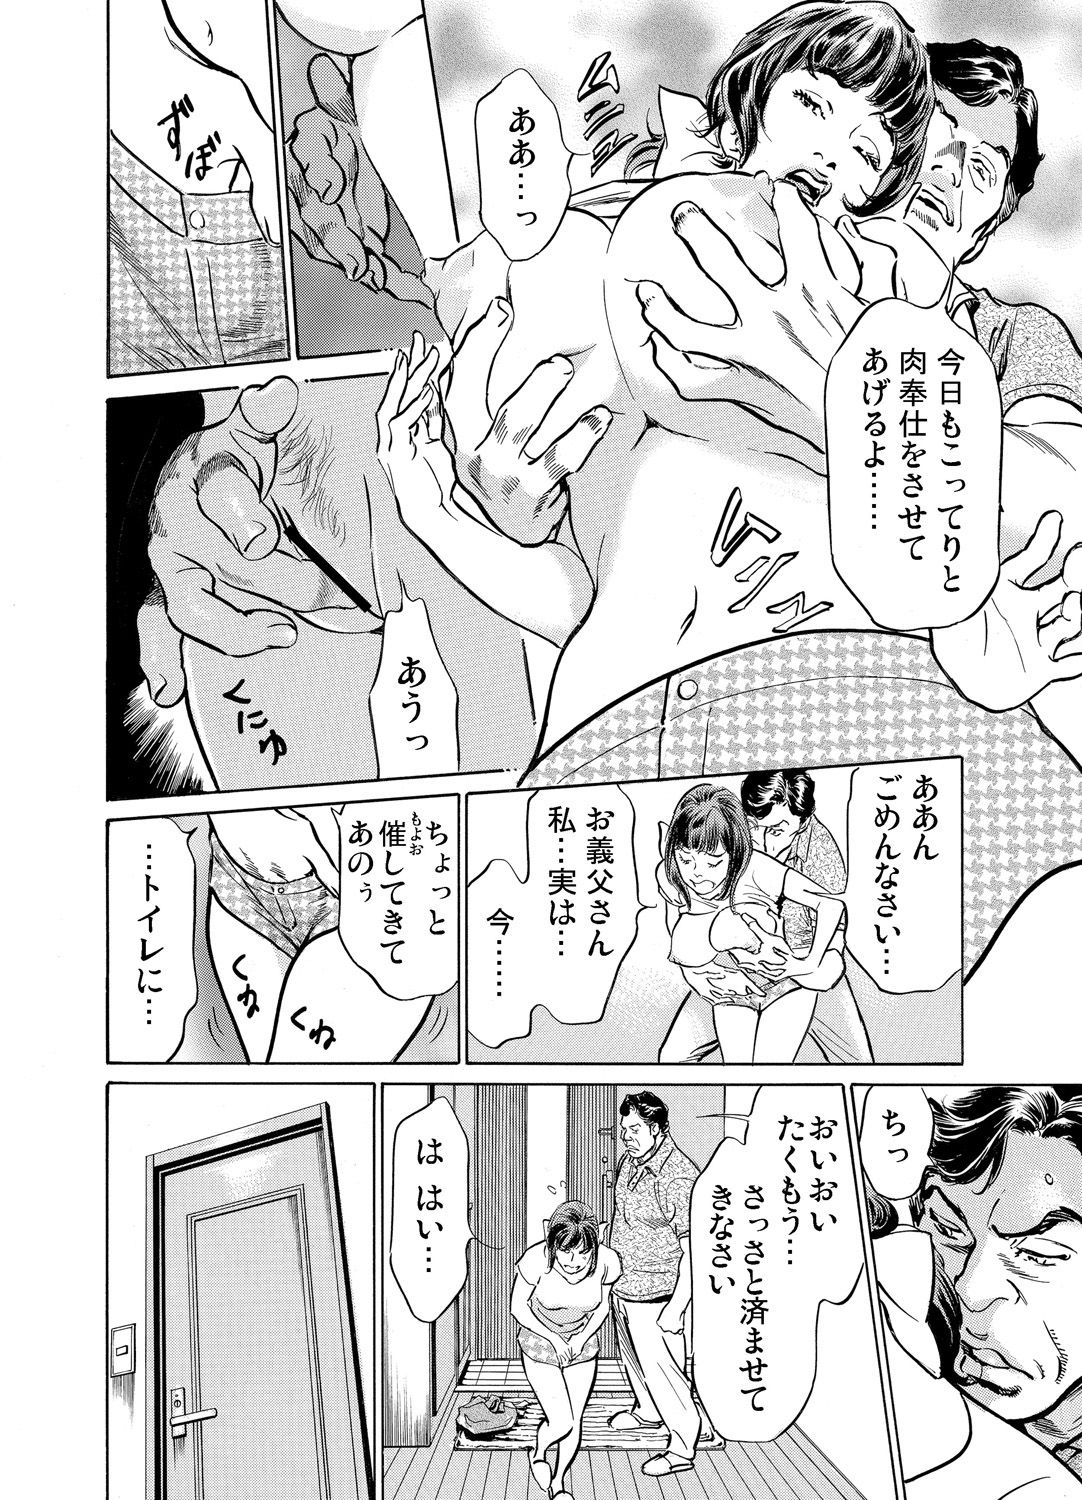 ムニュ
ああ…っ
今日もこってりと
肉奉仕をさせて
あげるよ……
ムリュ
ずぼ
あうっ
くにゅ
ああん
ごめんなさい…
お義父さん
私…実は…
今……
ちょっと
催してきて
もよお
あのぅ
…トイレに…
くね
くね
ちっ
おいおい
たくもう…
さっさと済ませて
きなさい
は はい…